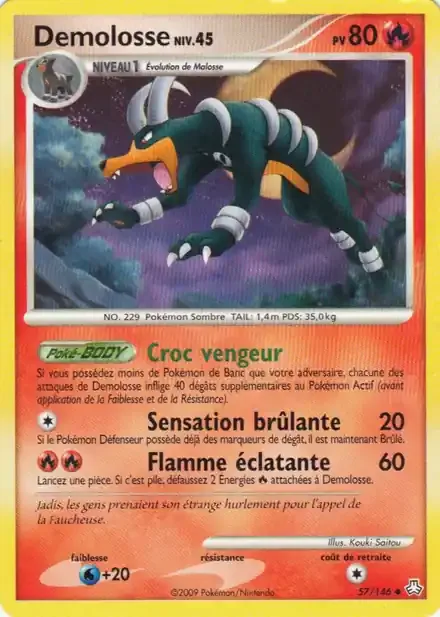 Demolosse NIV.45 PV 80
NIVEAU 1 Évolution de Malosse
NO. 229 Pokémon Sombre TAIL: 1,4m PDS: 35,0kg
Poké-BODY Croc vengeur
Si vous possédez moins de Pokémon de Banc que votre adversaire, chacune des
attaques de Demolosse inflige 40 dégâts supplémentaires au Pokémon Actif (avant
application de la Faiblesse et de la Résistance).
Sensation brûlante 20
Si le Pokémon Défenseur possède déjà des marqueurs de dégât, il est maintenant Brûlé.
Flamme éclatante 60
Lancez une pièce. Si c'est pile, défaussez 2 Energies attachées à Demolosse.
Jadis, les gens prenaient son étrange hurlement pour l'appel de
la Faucheuse.
Illus. Kouki Saitou
faiblesse résistance coût de retraite
+20
©2009 Pokémon/Nintendo 57/146